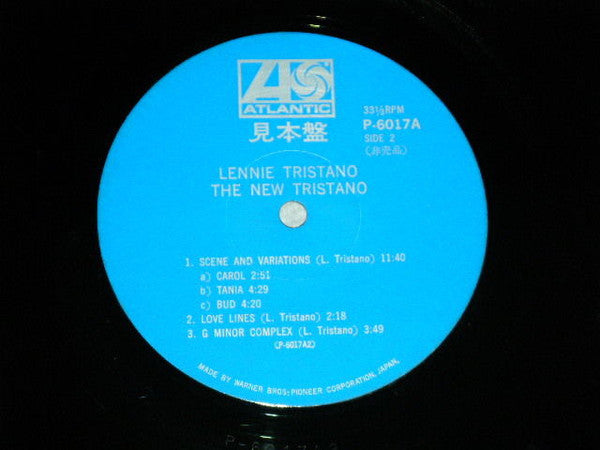 ATLANTIC
見本盤
33⅓RPM
P-6017A
SIDE 2
(非売品)
LENNIE TRISTANO
THE NEW TRISTANO
1. SCENE AND VARIATIONS (L. Tristano) 11:40
a) CAROL 2:51
b) TANIA 4:29
c) BUD 4:20
2. LOVE LINES (L. Tristano) 2:18
3. G MINOR COMPLEX (L. Tristano) 3:49
(P-6017A2)
MADE BY WARNER BROS-PIONEER CORPORATION, JAPAN.